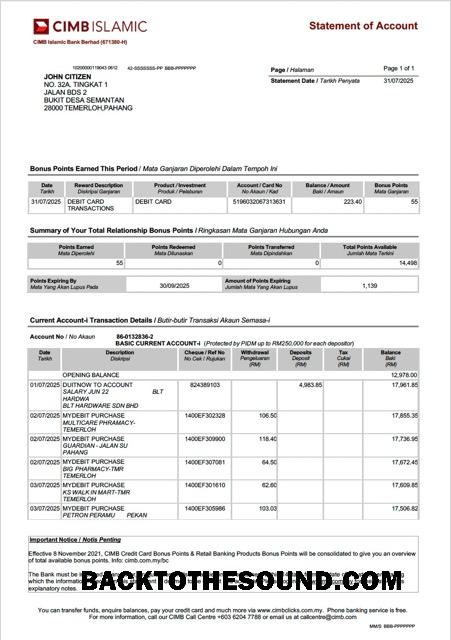 CIMB ISLAMIC
Statement of Account
CIMB Islamic Bank Berhad (671380-H)
10200000119043 0612 42-SSSSSSS-PP BBB-PPPPPPP
JOHN CITIZEN
NO. 32A. TINGKAT 1
JALAN BDS 2
BUKIT DESA SEMANTAN
28000 TEMERLOH,PAHANG
Page / Halaman Page 1 of 1
Statement Date / Tarikh Penyata 31/07/2025
Bonus Points Earned This Period / Mata Ganjaran Diperolehi Dalam Tempoh Ini
Date Reward Description Product / Investment Account / Card No Balance / Amount Bonus Points
Tarikh Diskripsi Ganjaran Produk / Pelaburan No Akaun / Kad Baki / Amaun Mata Ganjaran
31/07/2025 DEBIT CARD DEBIT CARD 5196032067313631 223.40 55
TRANSACTIONS
Summary of Your Total Relationship Bonus Points / Ringkasan Mata Ganjaran Hubungan Anda
Points Earned Points Redeemed Points Transferred Total Points Available
Mata Diperolehi Mata Ditunaskan Mata Dipindahkan Jumlah Mata Terkini
55 0 0 14,498
Points Expiring By 30/09/2025 Amount of Points Expiring 1,139
Mata Yang Akan Lupus Pada Jumlah Mata Yang Akan Lupus
Current Account-i Transaction Details / Butir-butir Transaksi Akaun Semasa-i
Account No / No Akaun 86-0132836-2
BASIC CURRENT ACCOUNT-i (Protected by PIDM up to RM250,000 for each depositor)
Date Description Cheque / Ref No Withdrawal Deposits Tax Balance
Tarikh Diskripsi No Cek / Rujukan Pengeluaran Deposit Cukai Baki
(RM) (RM) (RM) (RM)
OPENING BALANCE 12,978.00
01/07/2025 DUITNOW TO ACCOUNT 824389103 4,983.85 17,961.85
SALARY JUN 22 BLT
HARDWA
BLT HARDWARE SDN BHD
02/07/2025 MYDEBIT PURCHASE 1400EF302328 106.50 17,855.35
MULTICARE PHRAMACY-
TEMERLOH
02/07/2025 MYDEBIT PURCHASE 1400EF309900 118.40 17,736.95
GUARDIAN - JALAN SU
PAHANG
02/07/2025 MYDEBIT PURCHASE 1400EF307081 64.50 17,672.45
BIG PHARMACY-TMR
TEMERLOH
03/07/2025 MYDEBIT PURCHASE 1400EF301610 62.60 17,609.85
KS WALK IN MART-TMR
TEMERLOH
03/07/2025 MYDEBIT PURCHASE 1400EF305986 103.03 17,506.82
PETRON PERAMU PEKAN
Important Notice / Notis Penting
Effective 8 November 2021, CIMB Credit Card Bonus Points & Retail Banking Products Bonus Points will be consolidated to give you an overview
of total available bonus points. Info: cimb.com.my/bc
The Bank must be
which the information
explanatory notes.
BACKTOTHESOUND.COM
You can transfer funds, enquire balances, pay your credit card and much more via www.cimbclicks.com.my. Phone banking service is free.
For more information, call our CIMB Call Centre +603 6204 7788 or email us at callcentre@cimb.com
MM/S BBB-PPPPPPP